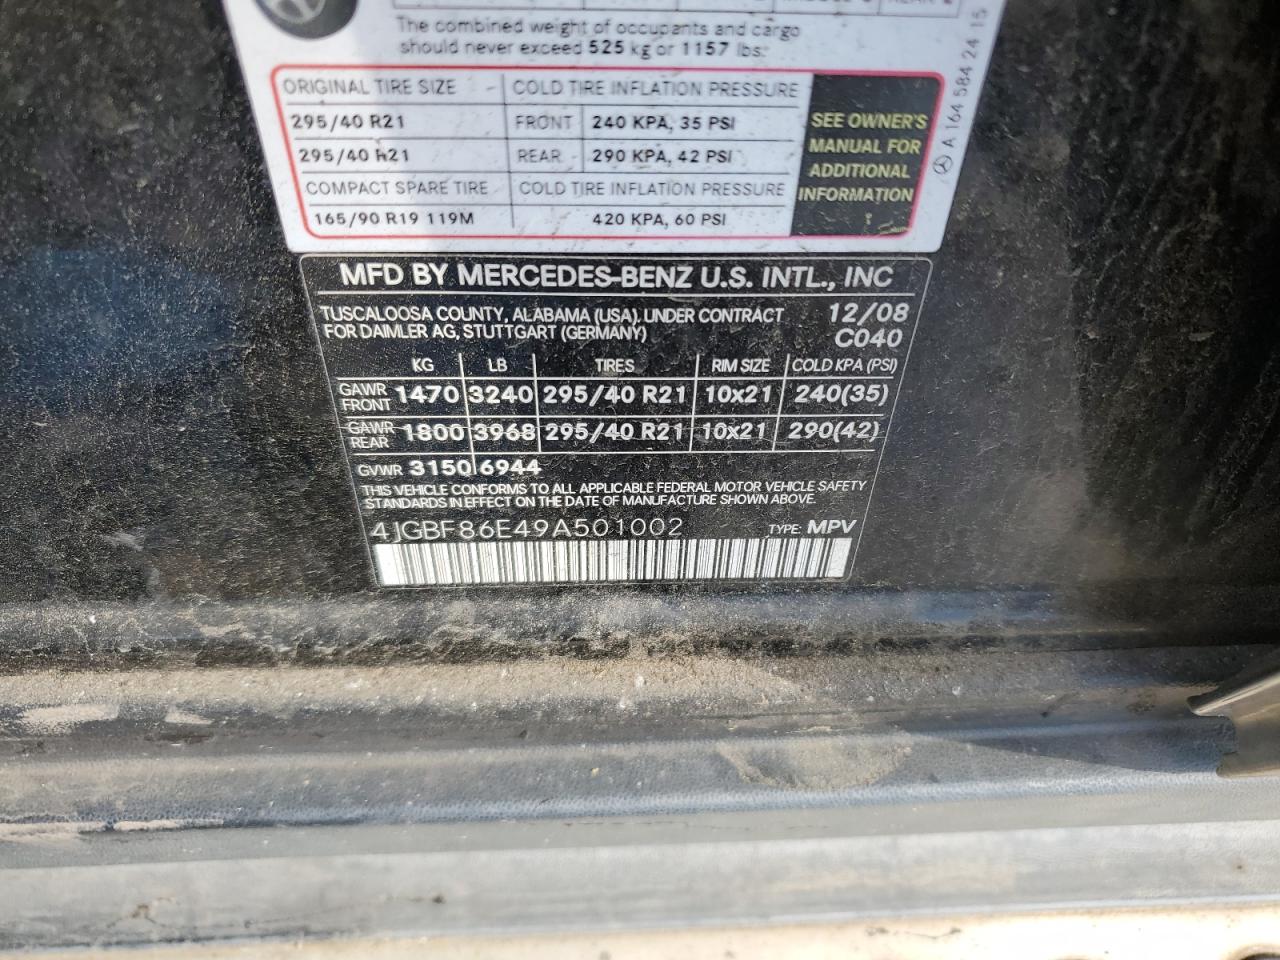 The combined weight of occupants and cargo
should never exceed 525 kg or 1157 lbs.
ORIGINAL TIRE SIZE COLD TIRE INFLATION PRESSURE
295/40 R21 FRONT 240 KPA, 35 PSI
295/40 R21 REAR 290 KPA, 42 PSI
COMPACT SPARE TIRE COLD TIRE INFLATION PRESSURE
165/90 R19 119M 420 KPA, 60 PSI
SEE OWNER'S
MANUAL FOR
ADDITIONAL
INFORMATION
A 164 584 24 15
MFD BY MERCEDES-BENZ U.S. INTL., INC
TUSCALOOSA COUNTY, ALABAMA (USA), UNDER CONTRACT 12/08
FOR DAIMLER AG, STUTTGART (GERMANY) C040
KG LB TIRES RIM SIZE COLD KPA (PSI)
GAWR FRONT 1470 3240 295/40 R21 10x21 240(35)
GAWR REAR 1800 3968 295/40 R21 10x21 290(42)
GVWR 3150 6944
THIS VEHICLE CONFORMS TO ALL APPLICABLE FEDERAL MOTOR VEHICLE SAFETY
STANDARDS IN EFFECT ON THE DATE OF MANUFACTURE SHOWN ABOVE.
4JGBF86E49A501002 TYPE: MPV